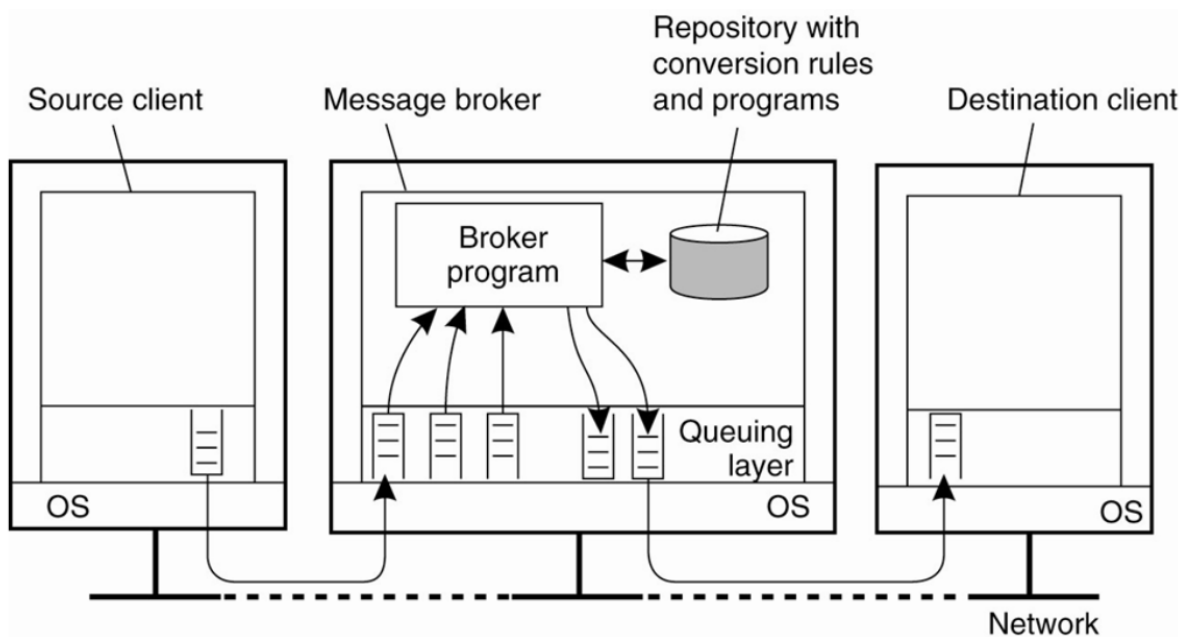 Repository with
conversion rules
and programs
Source client
Message broker
Destination client
Broker
program
Queuing
layer
OS
OS
OS
Network